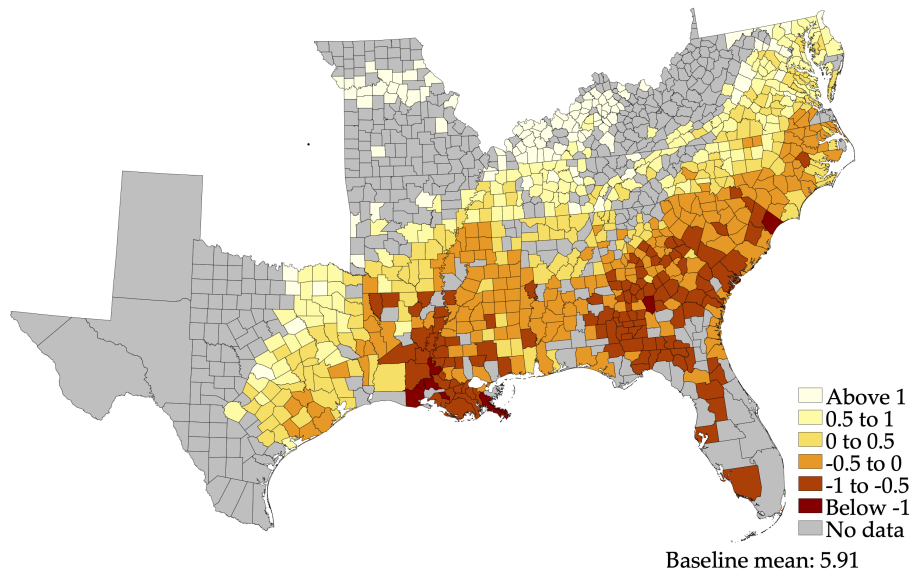 Above 1
0.5 to 1
0 to 0.5
-0.5 to 0
-1 to -0.5
Below -1
No data
Baseline mean: 5.91